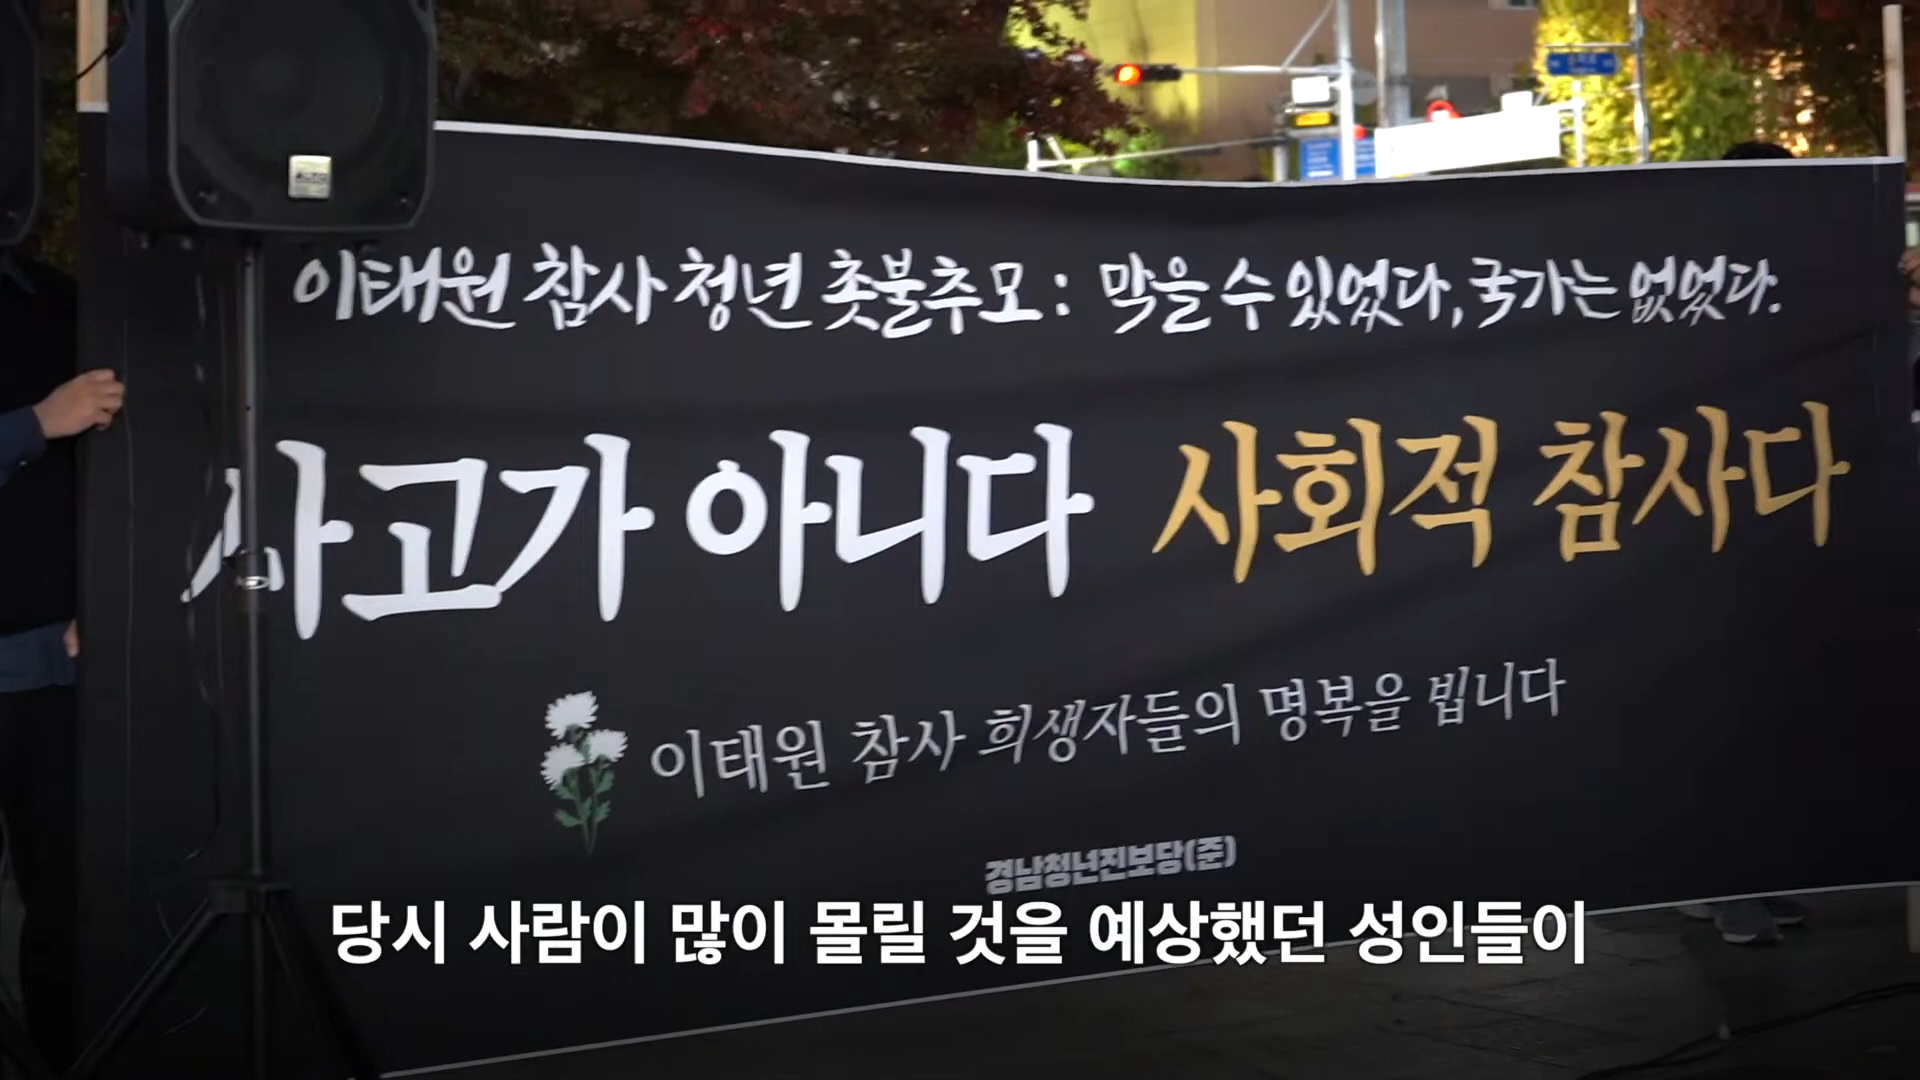 이태원 참사 청년 촛불추모 : 막을 수 있었다, 국가는 없었다.
사고가 아니다 사회적 참사다
이태원 참사 희생자들의 명복을 빕니다
경남청년진보당(준)
당시 사람이 많이 몰릴 것을 예상했던 성인들이